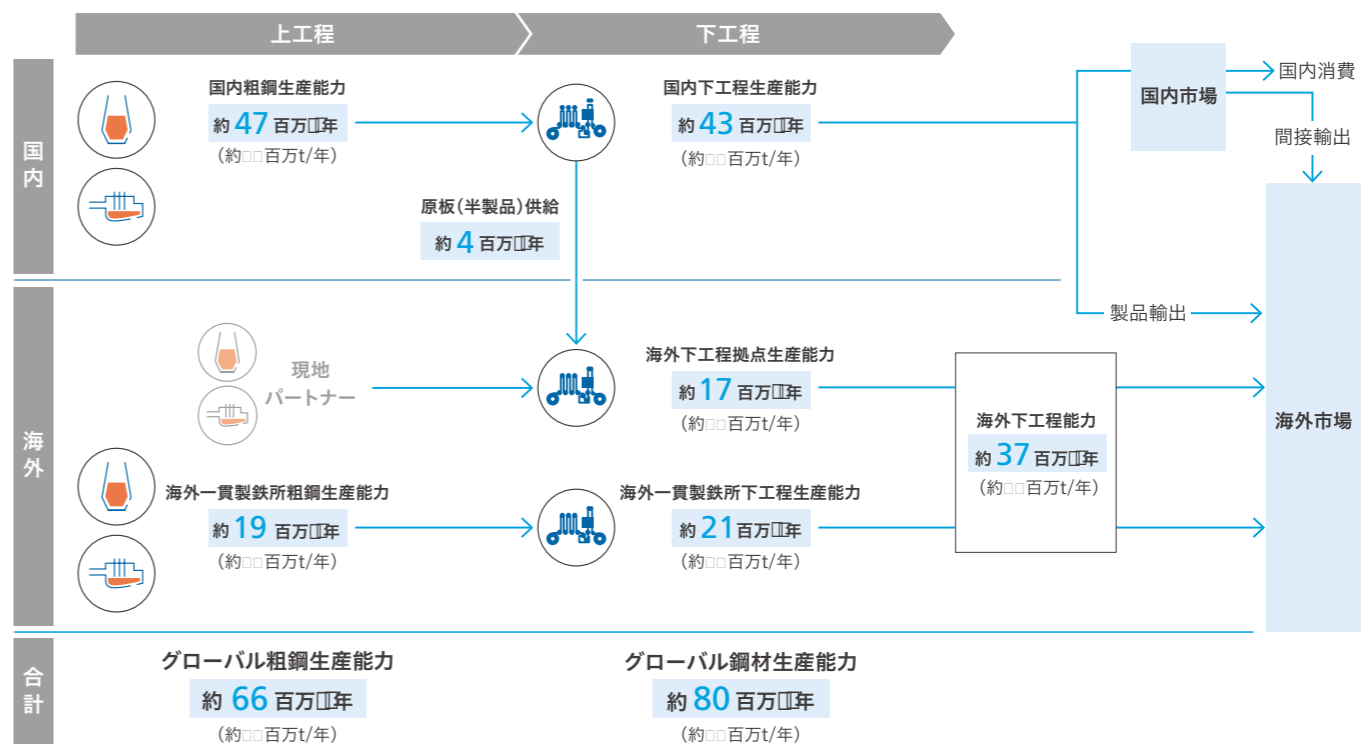 上工程
下工程
国内
国内粗鋼生産能力
約 47 百万□□年
（約□□百万t/年）
国内下工程生産能力
約 43 百万□□年
（約□□百万t/年）
国内市場
国内消費
間接輸出
原板（半製品）供給
約 4 百万□□年
製品輸出
海外
現地
パートナー
海外下工程拠点生産能力
約 17 百万□□年
（約□□百万t/年）
海外下工程能力
約 37 百万□□年
（約□□百万t/年）
海外市場
海外一貫製鉄所粗鋼生産能力
約 19 百万□□年
（約□□百万t/年）
海外一貫製鉄所下工程生産能力
約 21 百万□□年
（約□□百万t/年）
合計
グローバル粗鋼生産能力
約 66 百万□□年
（約□□百万t/年）
グローバル鋼材生産能力
約 80 百万□□年
（約□□百万t/年）